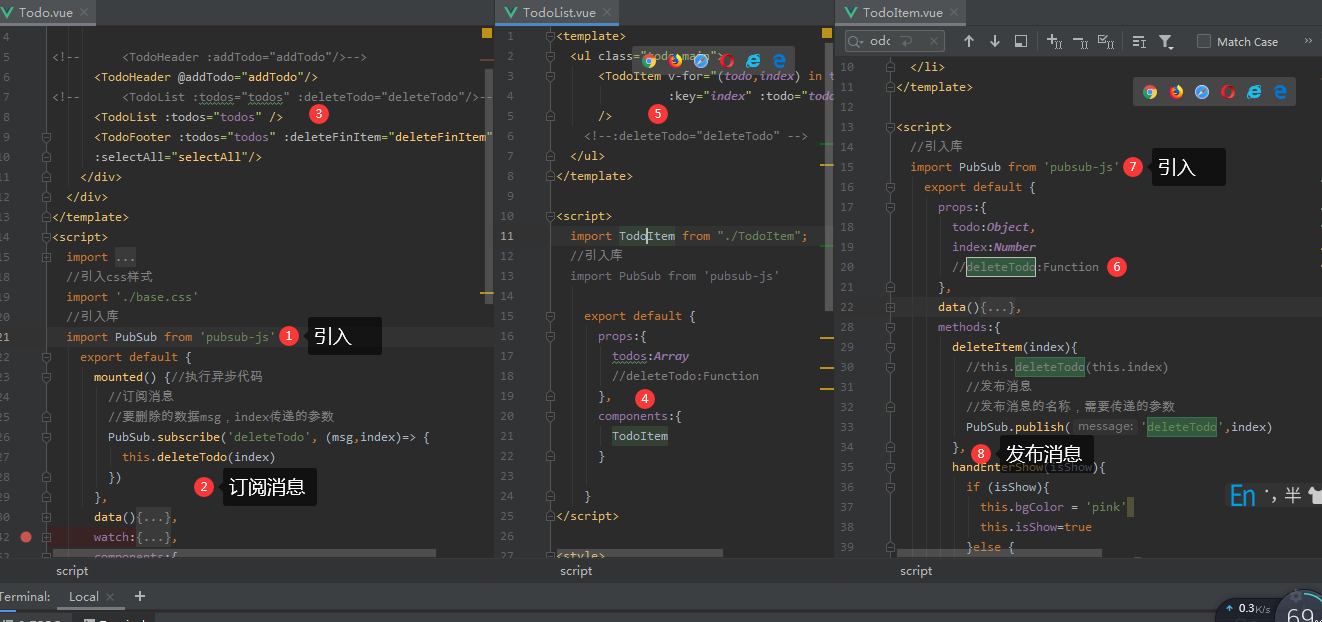 Todo.vue
4
5 <!-- <TodoHeader :addTodo="addTodo"/>-->
6 <TodoHeader @addTodo="addTodo"/>
7 <!-- <TodoList :todos="todos" :deleteTodo="deleteTodo"/>--
8 <TodoList :todos="todos" /> 3
9 <TodoFooter :todos="todos" :deleteFinItem="deleteFinItem"
10 :selectAll="selectAll"/>
11 </div>
12 </div>
13 </template>
14 <script>
15 import ...
18 //引入css样式
19 import './base.css'
20 //引入库
21 import PubSub from 'pubsub-js' 1 引入
22 export default {
23 mounted() {//执行异步代码
24 //订阅消息
25 //要删除的数据msg，index传递的参数
26 PubSub.subscribe('deleteTodo', (msg,index)=> {
27 this.deleteTodo(index)
28 })
2 订阅消息
29 },
30 data(){...},
42 watch:{...},
52 components:{
script
TodoList.vue
1 <template>
2 <ul class="todo-main">
3 <TodoItem v-for="(todo,index) in t
4 :key="index" :todo="todo
5 /> 5
6 <!--:deleteTodo="deleteTodo" -->
7 </ul>
8 </template>
9
10 <script>
11 import TodoItem from "./TodoItem";
12 //引入库
13 import PubSub from 'pubsub-js'
14
15 export default {
16 props:{
17 todos:Array
18 //deleteTodo:Function
19 }, 4
20 components:{
21 TodoItem
22 }
23
24 }
25 </script>
26
27 <style>
script
TodoItem.vue
odc
Match Case
»
10 </li>
11 </template>
12
13 <script>
14 //引入库
15 import PubSub from 'pubsub-js' 7 引入
16 export default {
17 props:{
18 todo:Object,
19 index:Number
20 //deleteTodo:Function 6
21 },
22 data(){...},
28 methods:{
29 deleteItem(index){
30 //this.deleteTodo(this.index)
31 //发布消息
32 //发布消息的名称，需要传递的参数
33 PubSub.publish( message: 'deleteTodo',index)
34 }, 8 发布消息
35 handEnterShow(isShow){
36 if (isShow){
37 this.bgColor = 'pink'
38 this.isShow=true
39 }else {
script
En ，半
Terminal: Local +
0.3K/s
69